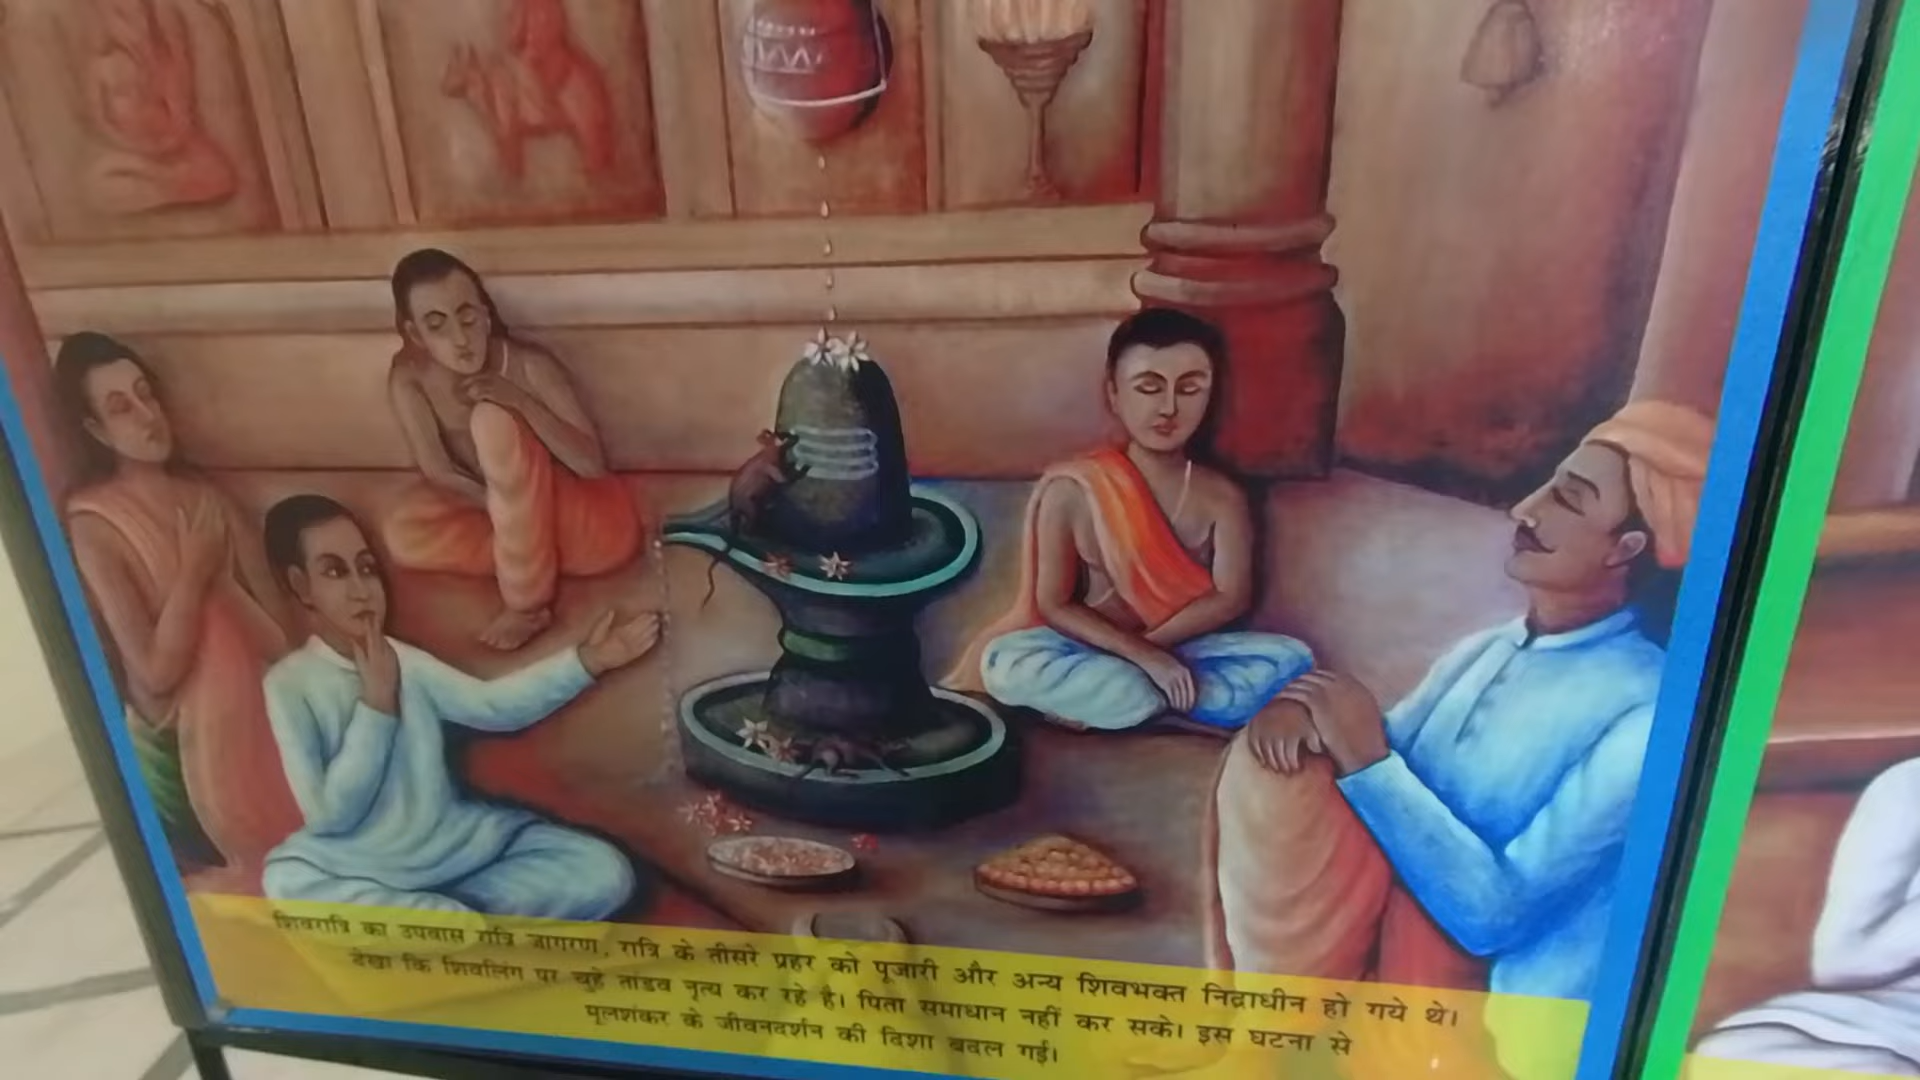 शिवरात्रि का उपवास रात्रि जागरण, रात्रि के तीसरे प्रहर को पूजारी और अन्य शिवभक्त निद्राधीन हो गये थे।
देखा कि शिवलिंग पर चुहे तांडव नृत्य कर रहे है। पिता समाधान नहीं कर सके। इस घटना से
मूलशंकर के जीवनदर्शन की दिशा बदल गई।